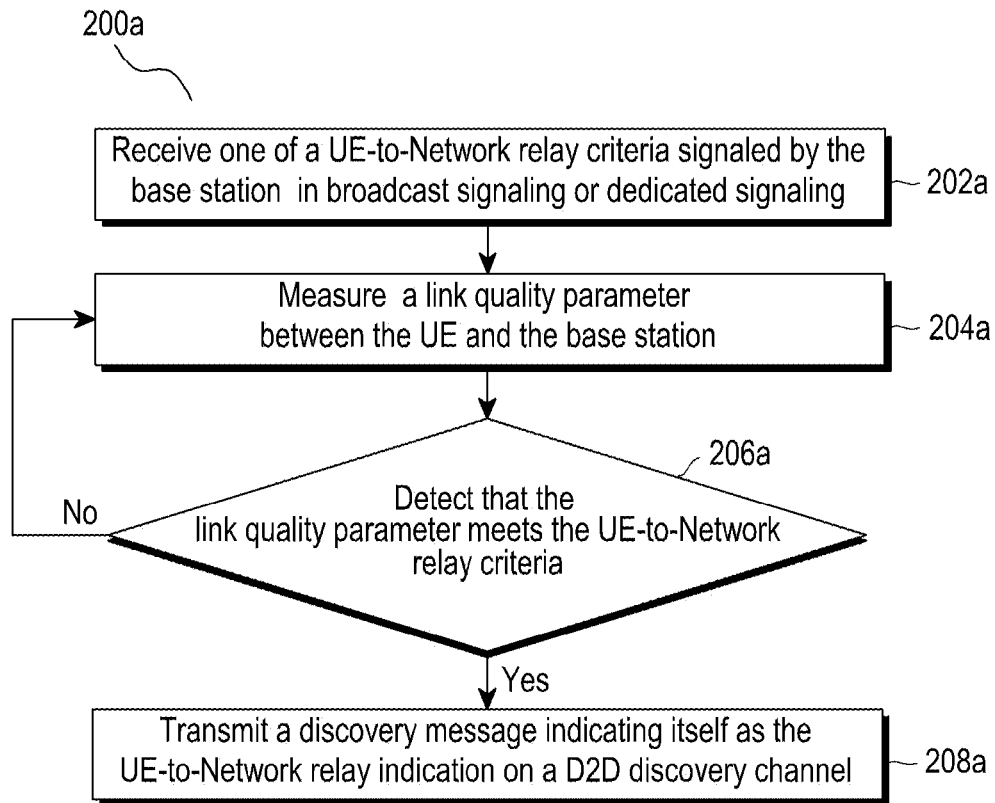 200a
Receive one of a UE-to-Network relay criteria signaled by the
base station in broadcast signaling or dedicated signaling
202a
Measure a link quality parameter
between the UE and the base station
204a
206a
Detect that the
link quality parameter meets the UE-to-Network
relay criteria
No
Yes
Transmit a discovery message indicating itself as the
UE-to-Network relay indication on a D2D discovery channel
208a